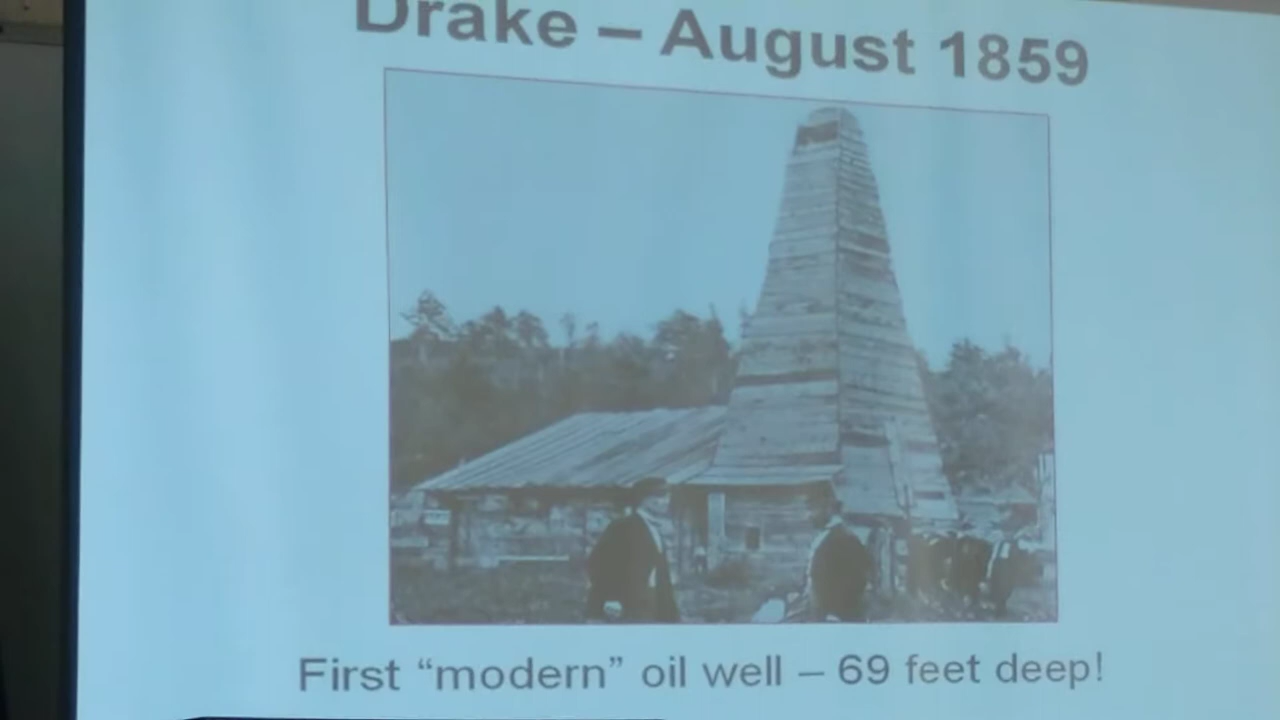 Drake – August 1859
First “modern” oil well – 69 feet deep!